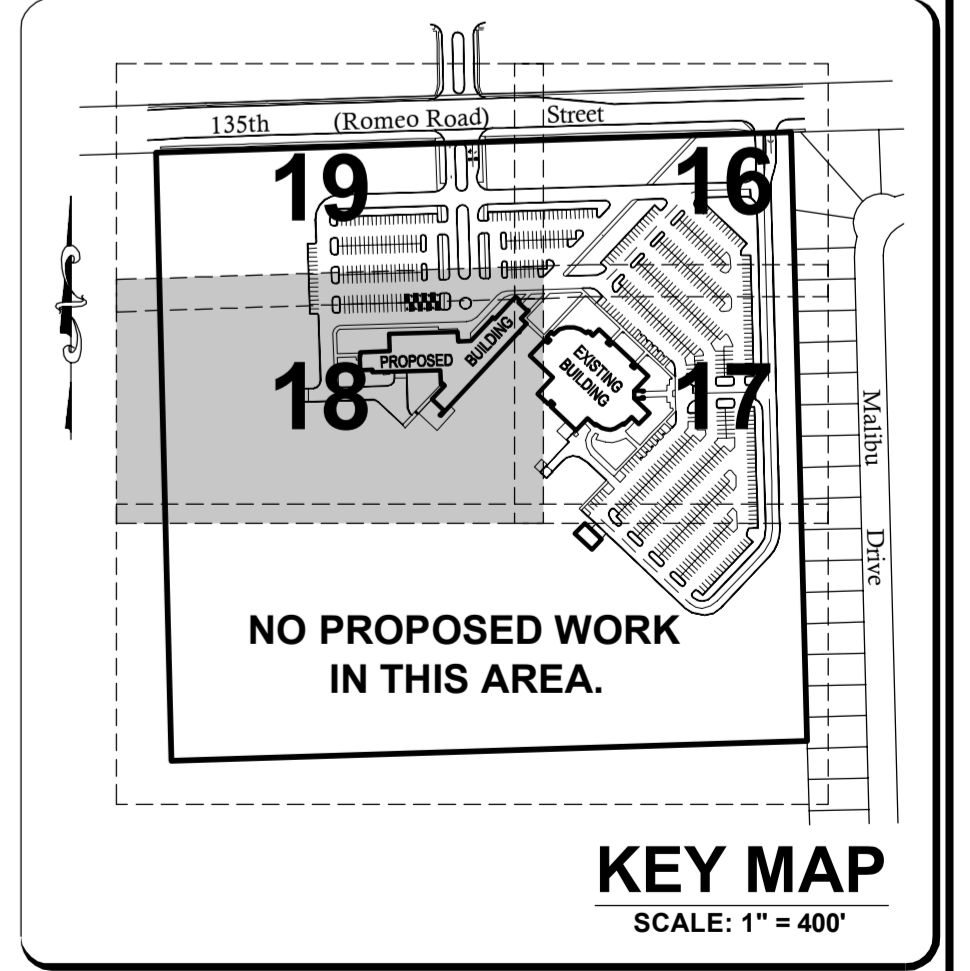 135th (Romeo Road) Street
19
16
PROPOSED
BUILDING
EXISTING
BUILDING
18
17
Malibu
Drive
NO PROPOSED WORK
IN THIS AREA.
KEY MAP
SCALE: 1" = 400'